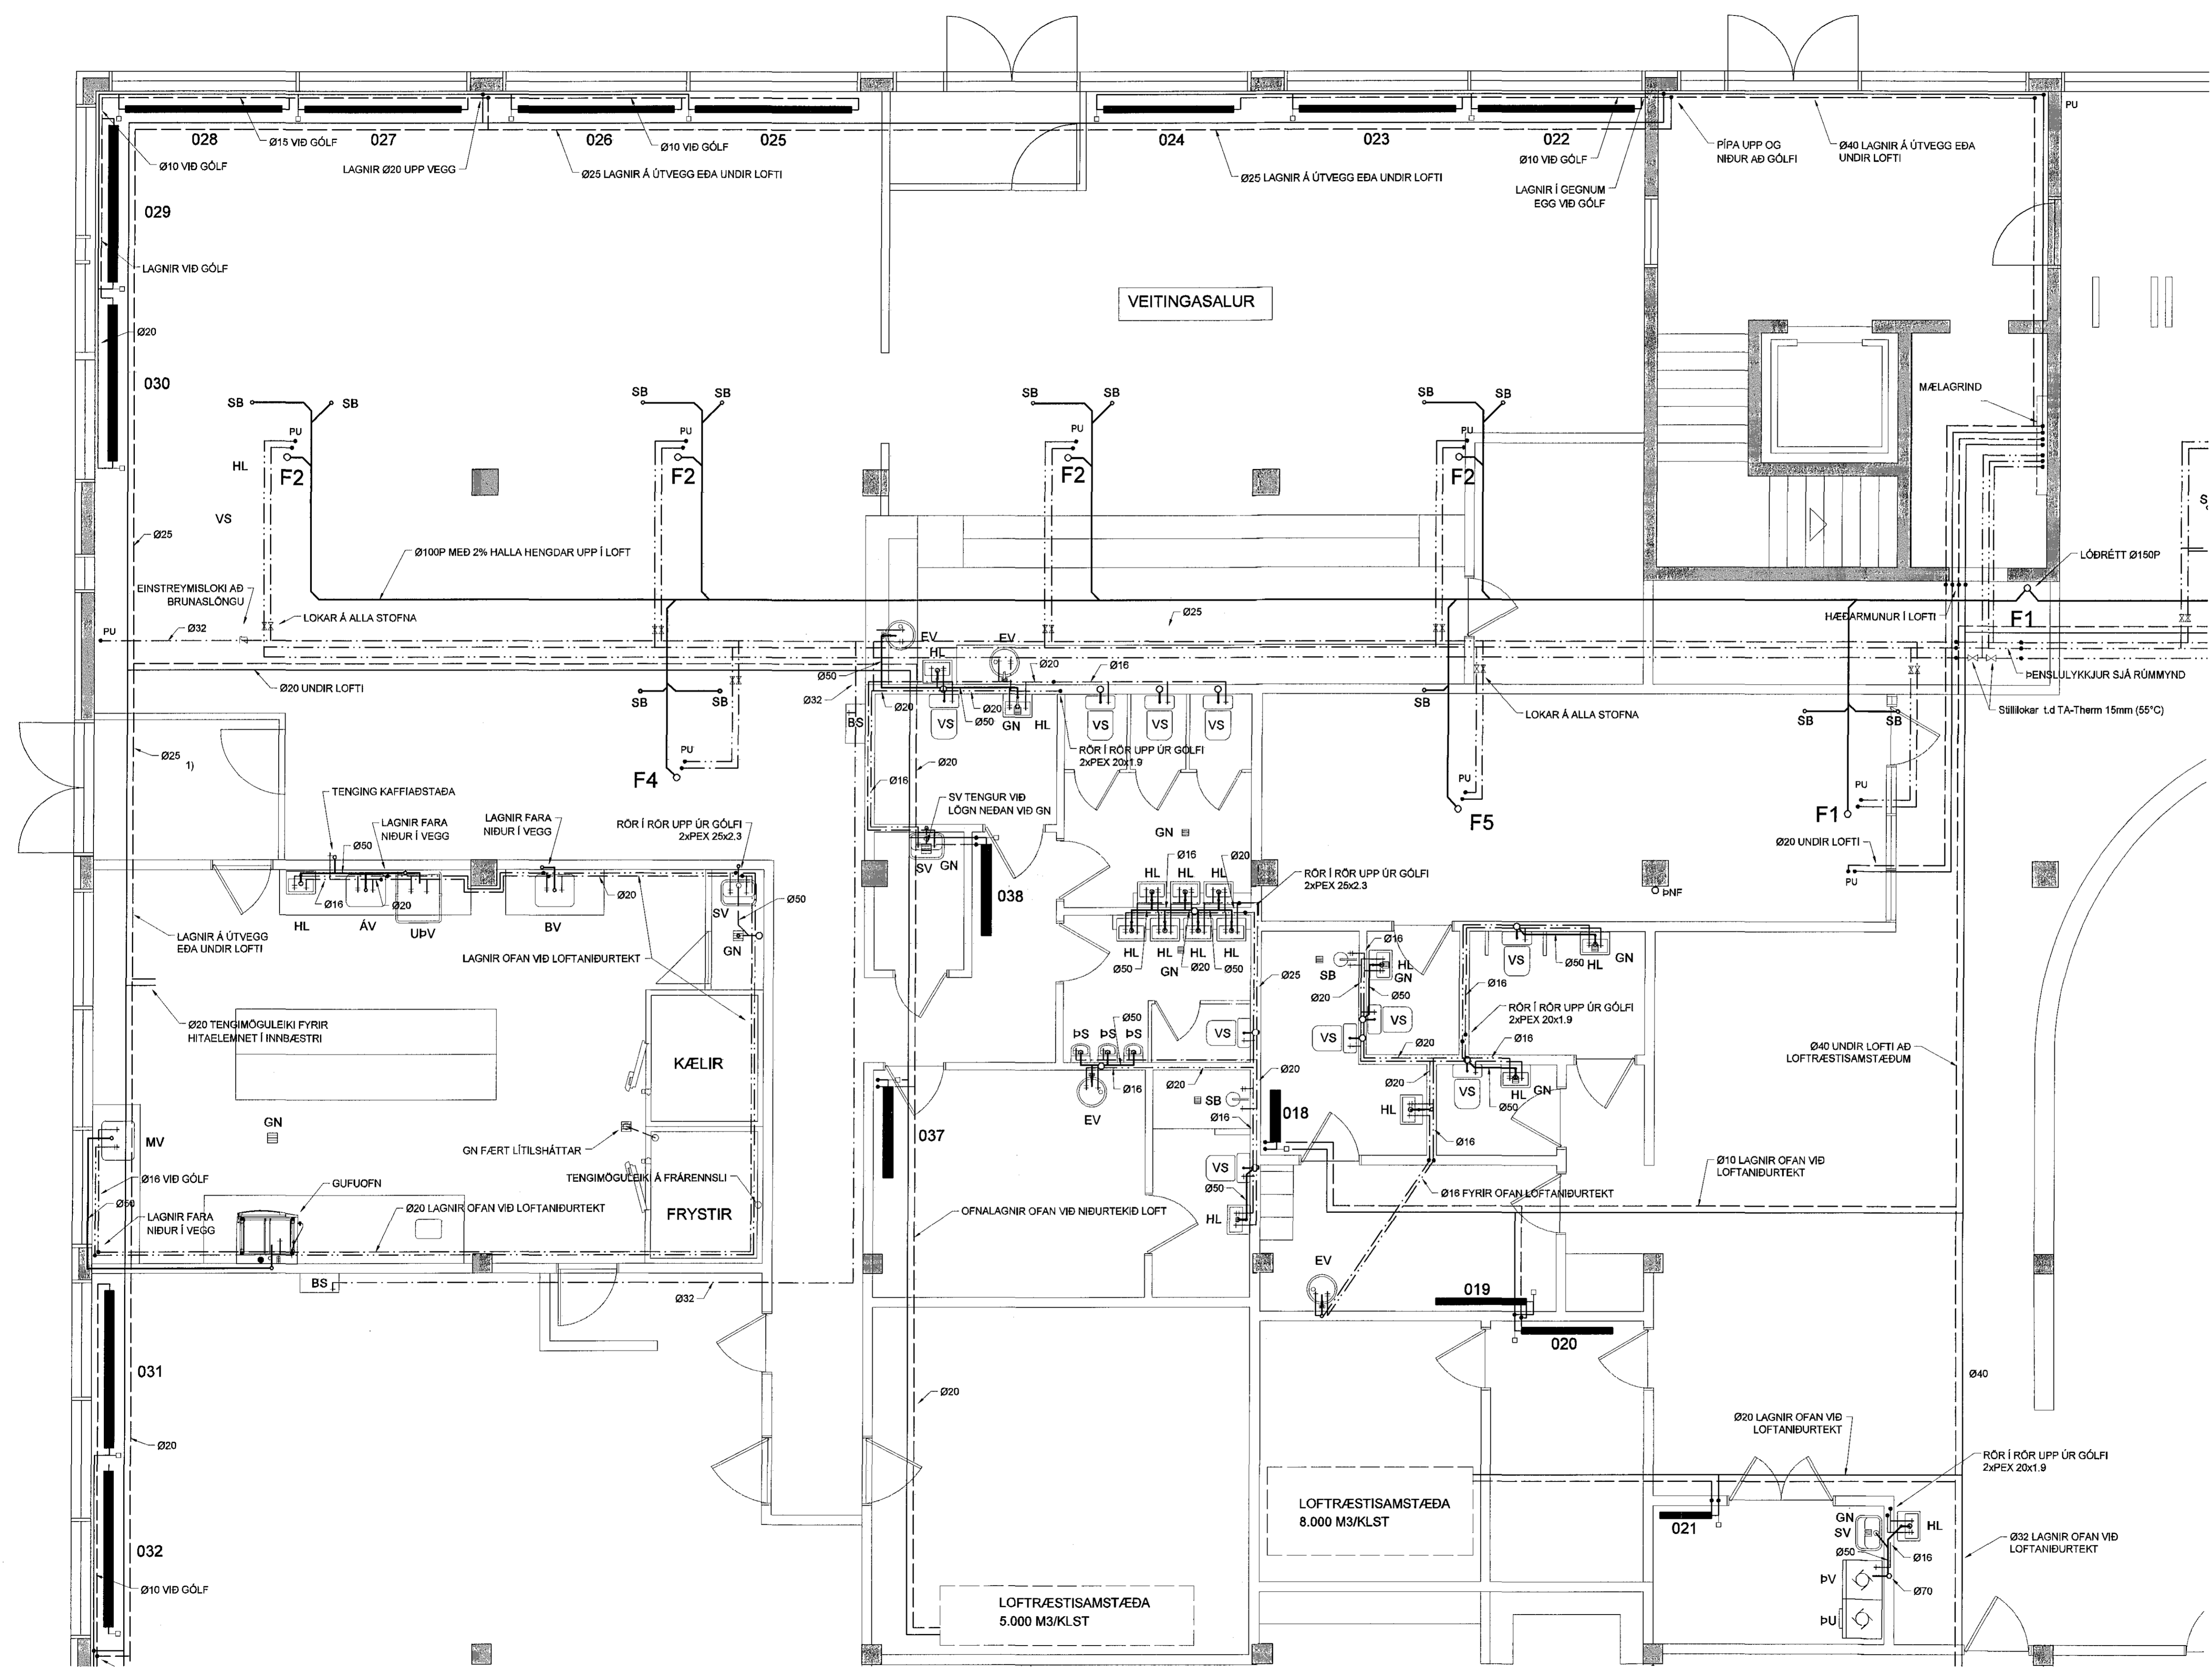 028
Ø15 VIÐ GÓLF
027
LAGNIR Ø20 UPP VEGG
026
Ø10 VIÐ GÓLF
025
Ø25 LAGNIR Á ÚTVEGG EÐA UNDIR LOFTI
024
023
022
Ø10 VIÐ GÓLF
Ø25 LAGNIR Á ÚTVEGG EÐA UNDIR LOFTI
LAGNIR Í GEGNUM
EGG VIÐ GÓLF
PÍPA UPP OG
NIÐUR AÐ GÓLFI
Ø40 LAGNIR Á ÚTVEGG EÐA
UNDIR LOFTI
PU
Ø10 VIÐ GÓLF
029
LAGNIR VIÐ GÓLF
Ø20
030
VEITINGASALUR
MÆLAGRIND
SB
SB
SB
SB
SB
SB
SB
SB
PU
PU
PU
PU
HL
F2
F2
F2
F2
VS
S
Ø25
Ø100P MEÐ 2% HALLA HENGDAR UPP Í LOFT
LÓÐRÉTT Ø150P
EINSTREYMISLOKI AÐ
BRUNASLÖNGU
LOKAR Á ALLA STOFNA
PU
Ø32
Ø25
HÆÐARMUNUR Í LOFTI
F1
EV
EV
HL
Ø20
Ø16
Ø50
Ø32
Ø20 UNDIR LOFTI
ÞENSLULYKKJUR SJÁ RÚMMYND
Stillilokar t.d TA-Therm 15mm (55°C)
SB
SB
BS
Ø20
VS
Ø50
Ø20
GN
HL
VS
VS
VS
SB
LOKAR Á ALLA STOFNA
SB
SB
RÖR Í RÖR UPP ÚR GÓLFI
2xPEX 20x1.9
Ø25
1)
PU
F4
Ø20
Ø16
PU
F5
PU
F1
TENGING KAFFIAÐSTAÐA
LAGNIR FARA
NIÐUR Í VEGG
LAGNIR FARA
NIÐUR Í VEGG
RÖR Í RÖR UPP ÚR GÓLFI
2xPEX 25x2.3
SV TENGUR VIÐ
LÖGN NEÐAN VIÐ GN
Ø50
GN
Ø20 UNDIR LOFTI
PU
SV
GN
038
Ø16
Ø20
HL
HL
HL
RÖR Í RÖR UPP ÚR GÓLFI
2xPEX 25x2.3
ÞNF
Ø16
Ø20
Ø20
SV
Ø50
HL
ÁV
UÞV
BV
GN
LAGNIR Á ÚTVEGG
EÐA UNDIR LOFTI
LAGNIR OFAN VIÐ LOFTANIÐURTEKT
HL
HL
HL
HL
Ø50
GN
Ø20
Ø50
Ø25
Ø16
SB
HL
GN
Ø20
Ø50
VS
Ø50
HL
GN
Ø16
RÖR Í RÖR UPP ÚR GÓLFI
2xPEX 20x1.9
Ø20 TENGIMÖGULEIKI FYRIR
HITAELEMNET Í INNBÆSTRI
Ø50
ÞS
ÞS
ÞS
VS
VS
VS
Ø20
Ø16
Ø40 UNDIR LOFTI AÐ
LOFTRÆSTISAMSTÆÐUM
KÆLIR
Ø16
Ø20
Ø20
Ø20
VS
HL
GN
Ø50
EV
SB
Ø16
018
HL
Ø16
GN
MV
GN FÆRT LÍTILSHÁTTAR
037
TENGIMÖGULEIKI Á FRÁRENNSLI
VS
Ø50
Ø10 LAGNIR OFAN VIÐ
LOFTANIÐURTEKT
Ø16 VIÐ GÓLF
GUFUOFN
Ø50
LAGNIR FARA
NIÐUR Í VEGG
Ø20 LAGNIR OFAN VIÐ LOFTANIÐURTEKT
FRYSTIR
OFNALAGNIR OFAN VIÐ NIÐURTEKIÐ LOFT
HL
Ø16 FYRIR OFAN LOFTANIÐURTEKT
EV
BS
Ø32
019
020
031
Ø40
Ø20
Ø20
Ø20 LAGNIR OFAN VIÐ
LOFTANIÐURTEKT
RÖR Í RÖR UPP ÚR GÓLFI
2xPEX 20x1.9
LOFTRÆSTISAMSTÆÐA
8.000 M3/KLST
021
GN
SV
HL
Ø50
Ø16
Ø32 LAGNIR OFAN VIÐ
LOFTANIÐURTEKT
032
Ø10 VIÐ GÓLF
ÞV
Ø70
ÞU
LOFTRÆSTISAMSTÆÐA
5.000 M3/KLST